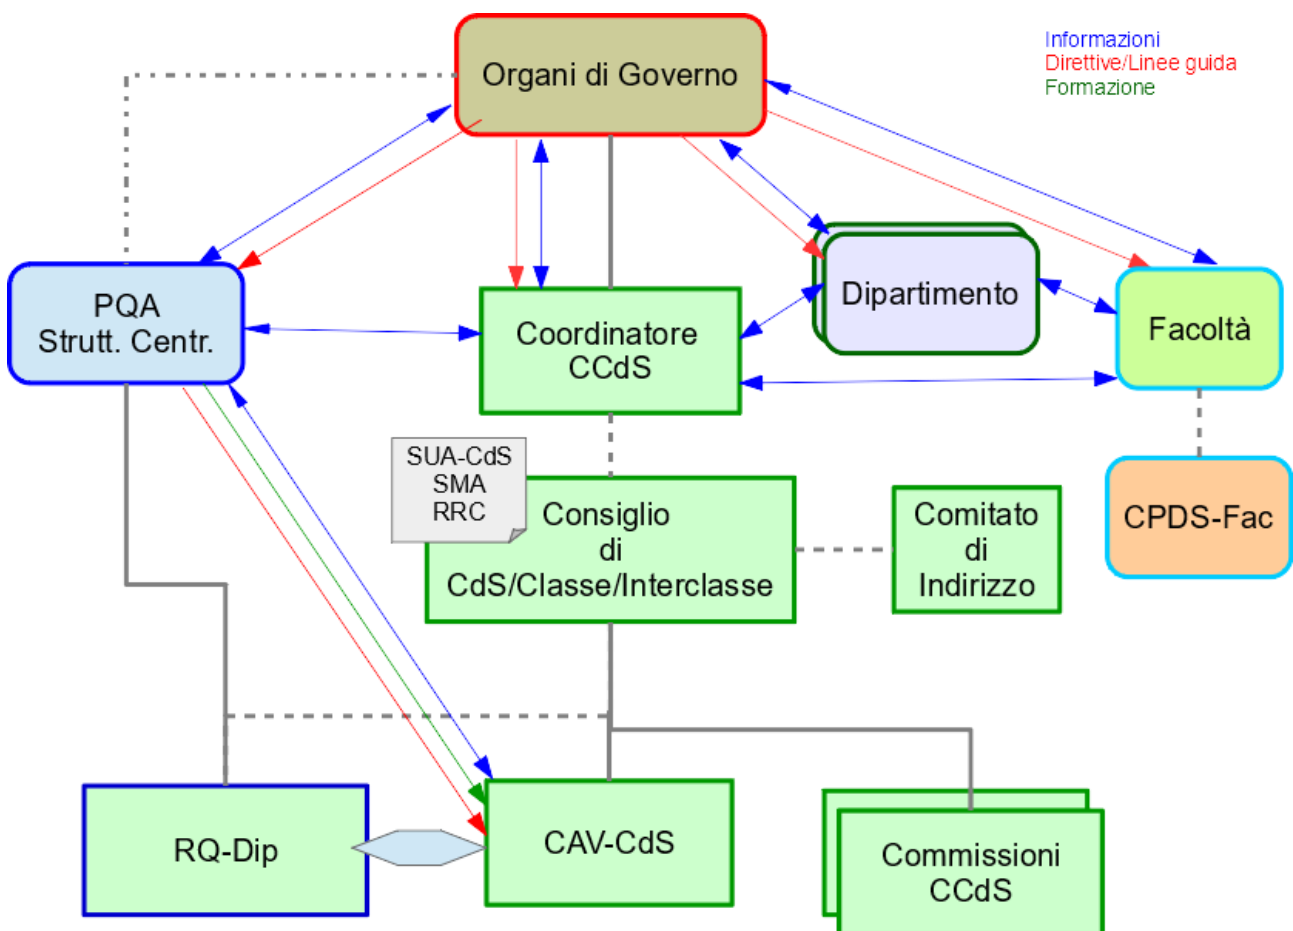 Organi di Governo
Informazioni
Direttive/Linee guida
Formazione
PQA
Strutt. Centr.
Coordinatore
CCdS
Dipartimento
Facoltà
SUA-CdS
SMA
RRC
Consiglio
di
CdS/Classe/Interclasse
Comitato
di
Indirizzo
CPDS-Fac
RQ-Dip
CAV-CdS
Commissioni
CCdS